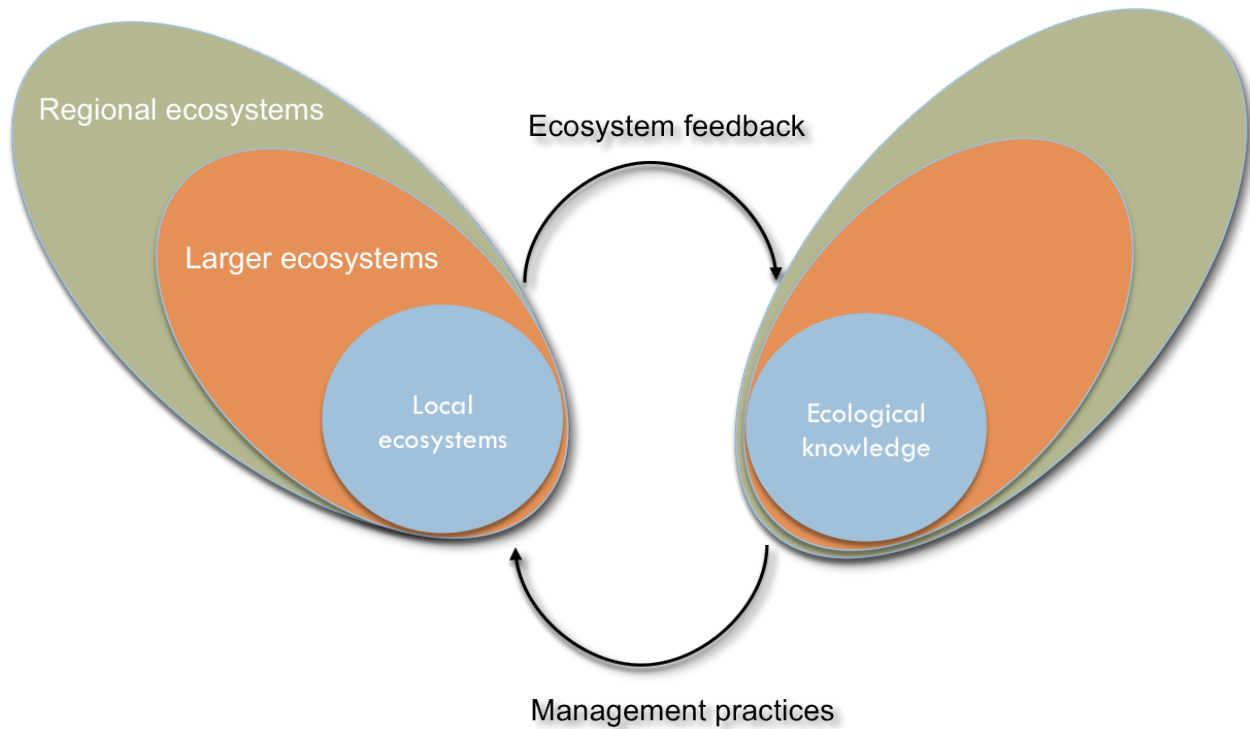 Regional ecosystems
Ecosystem feedback
Larger ecosystems
Local
ecosystems
Ecological
knowledge
Management practices